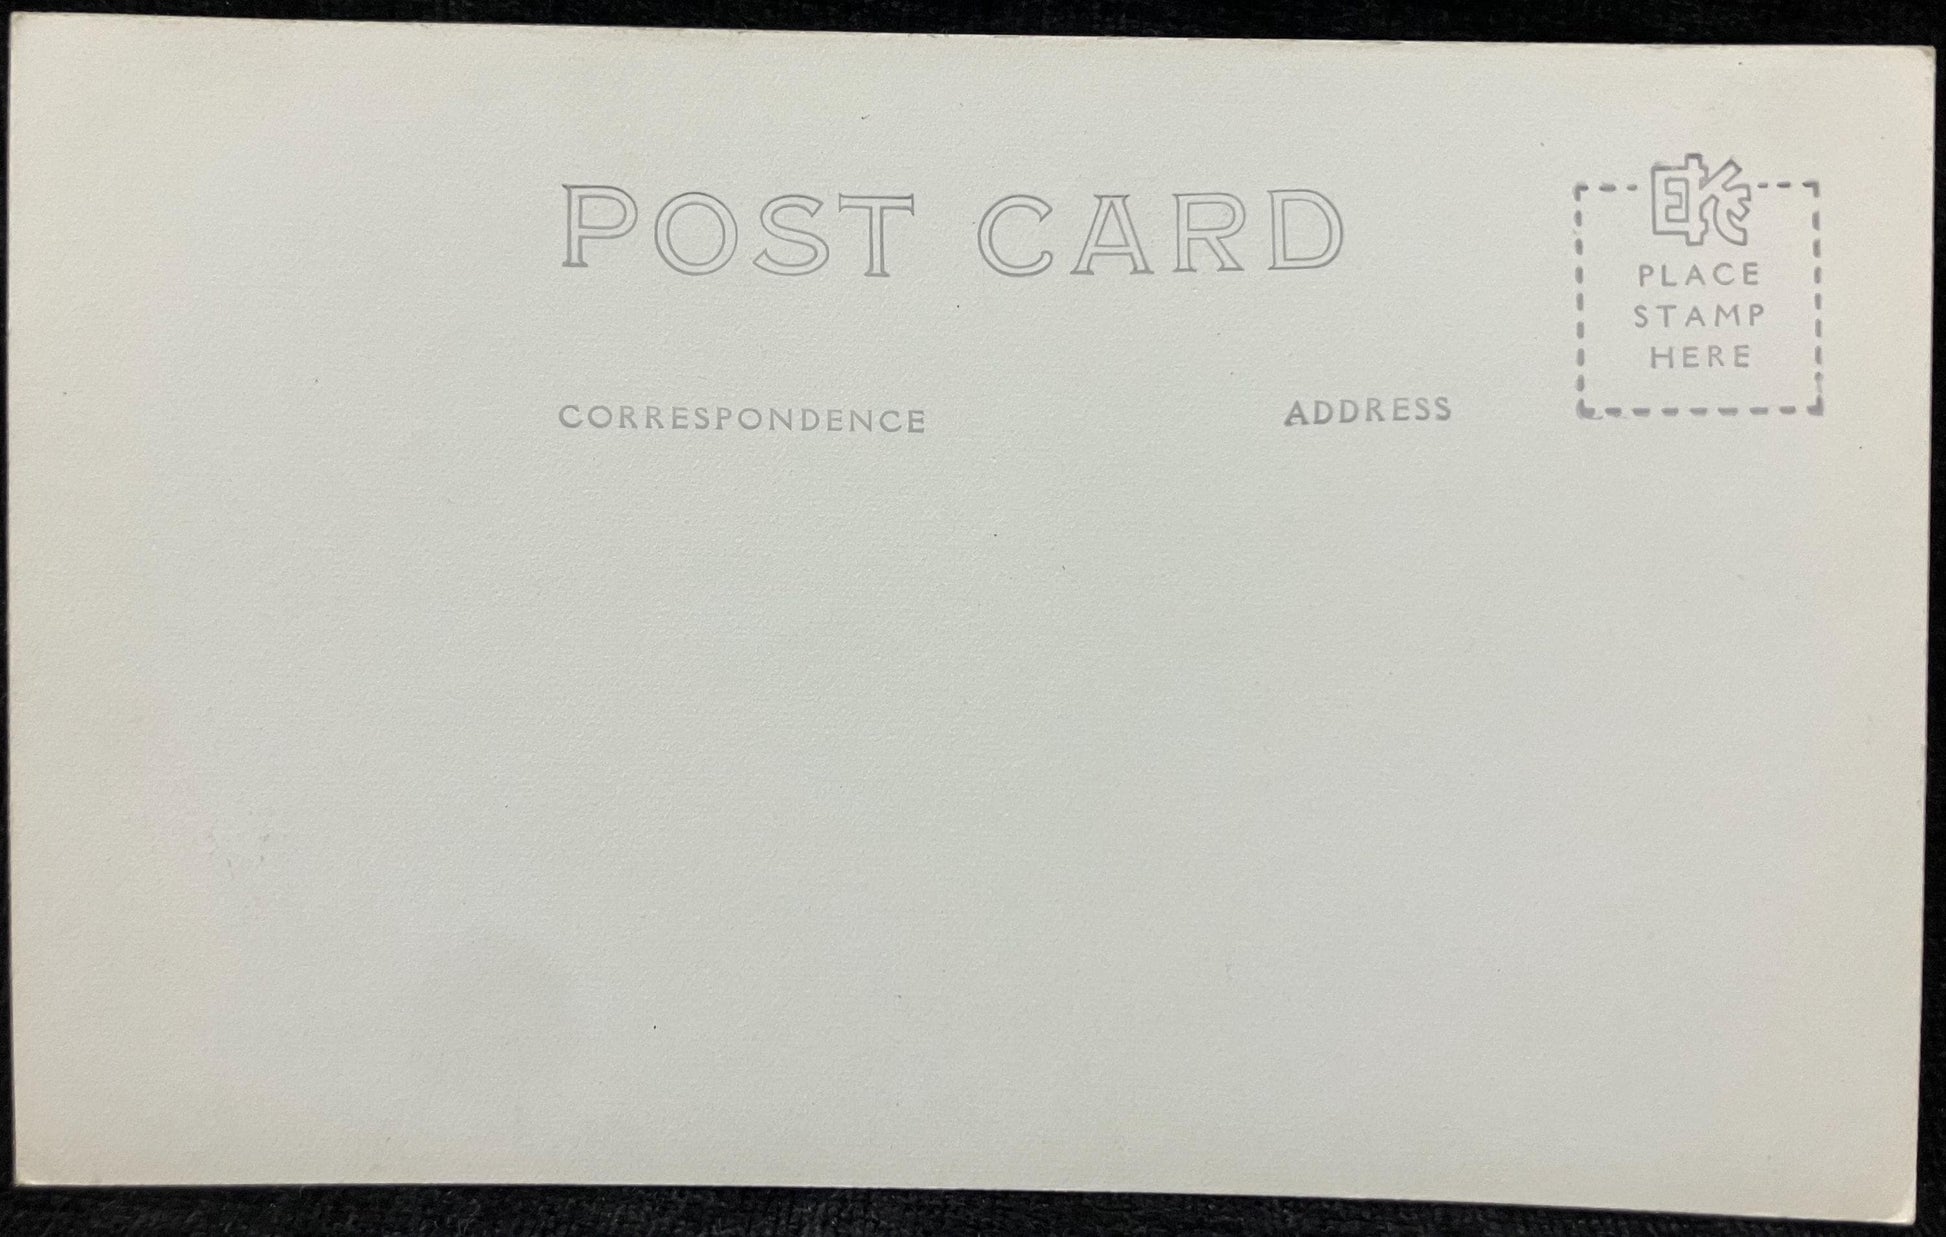 POST CARD
EKC
PLACE
STAMP
HERE
CORRESPONDENCE
ADDRESS